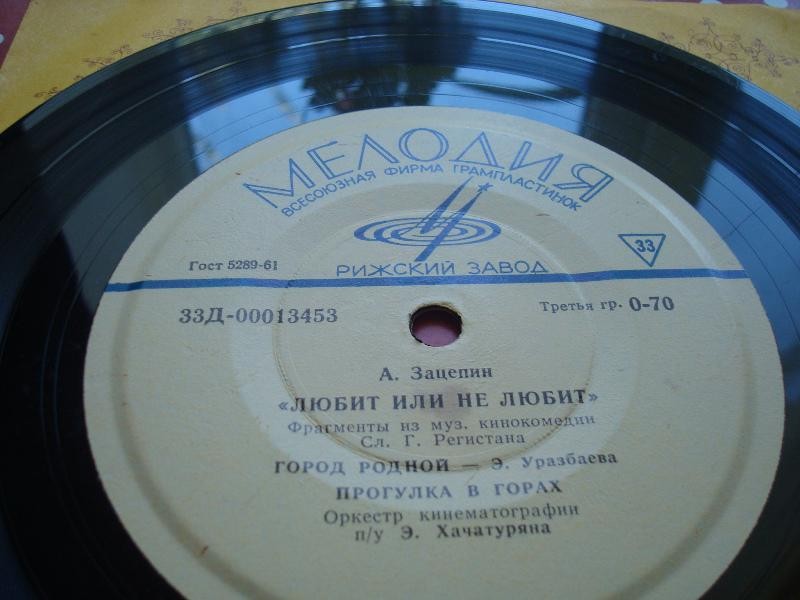 МЕЛОДИЯ
ВСЕСОЮЗНАЯ ФИРМА ГРАМПЛАСТИНОК
33
Гост 5289-61
РИЖСКИЙ ЗАВОД
33Д-00013453
Третья гр. 0-70
А. Зацепин
«ЛЮБИТ ИЛИ НЕ ЛЮБИТ»
Фрагменты из муз. кинокомедии
Сл. Г. Регистана
ГОРОД РОДНОЙ — Э. Уразбаева
ПРОГУЛКА В ГОРАХ
Оркестр кинематографии
п/у Э. Хачатуряна